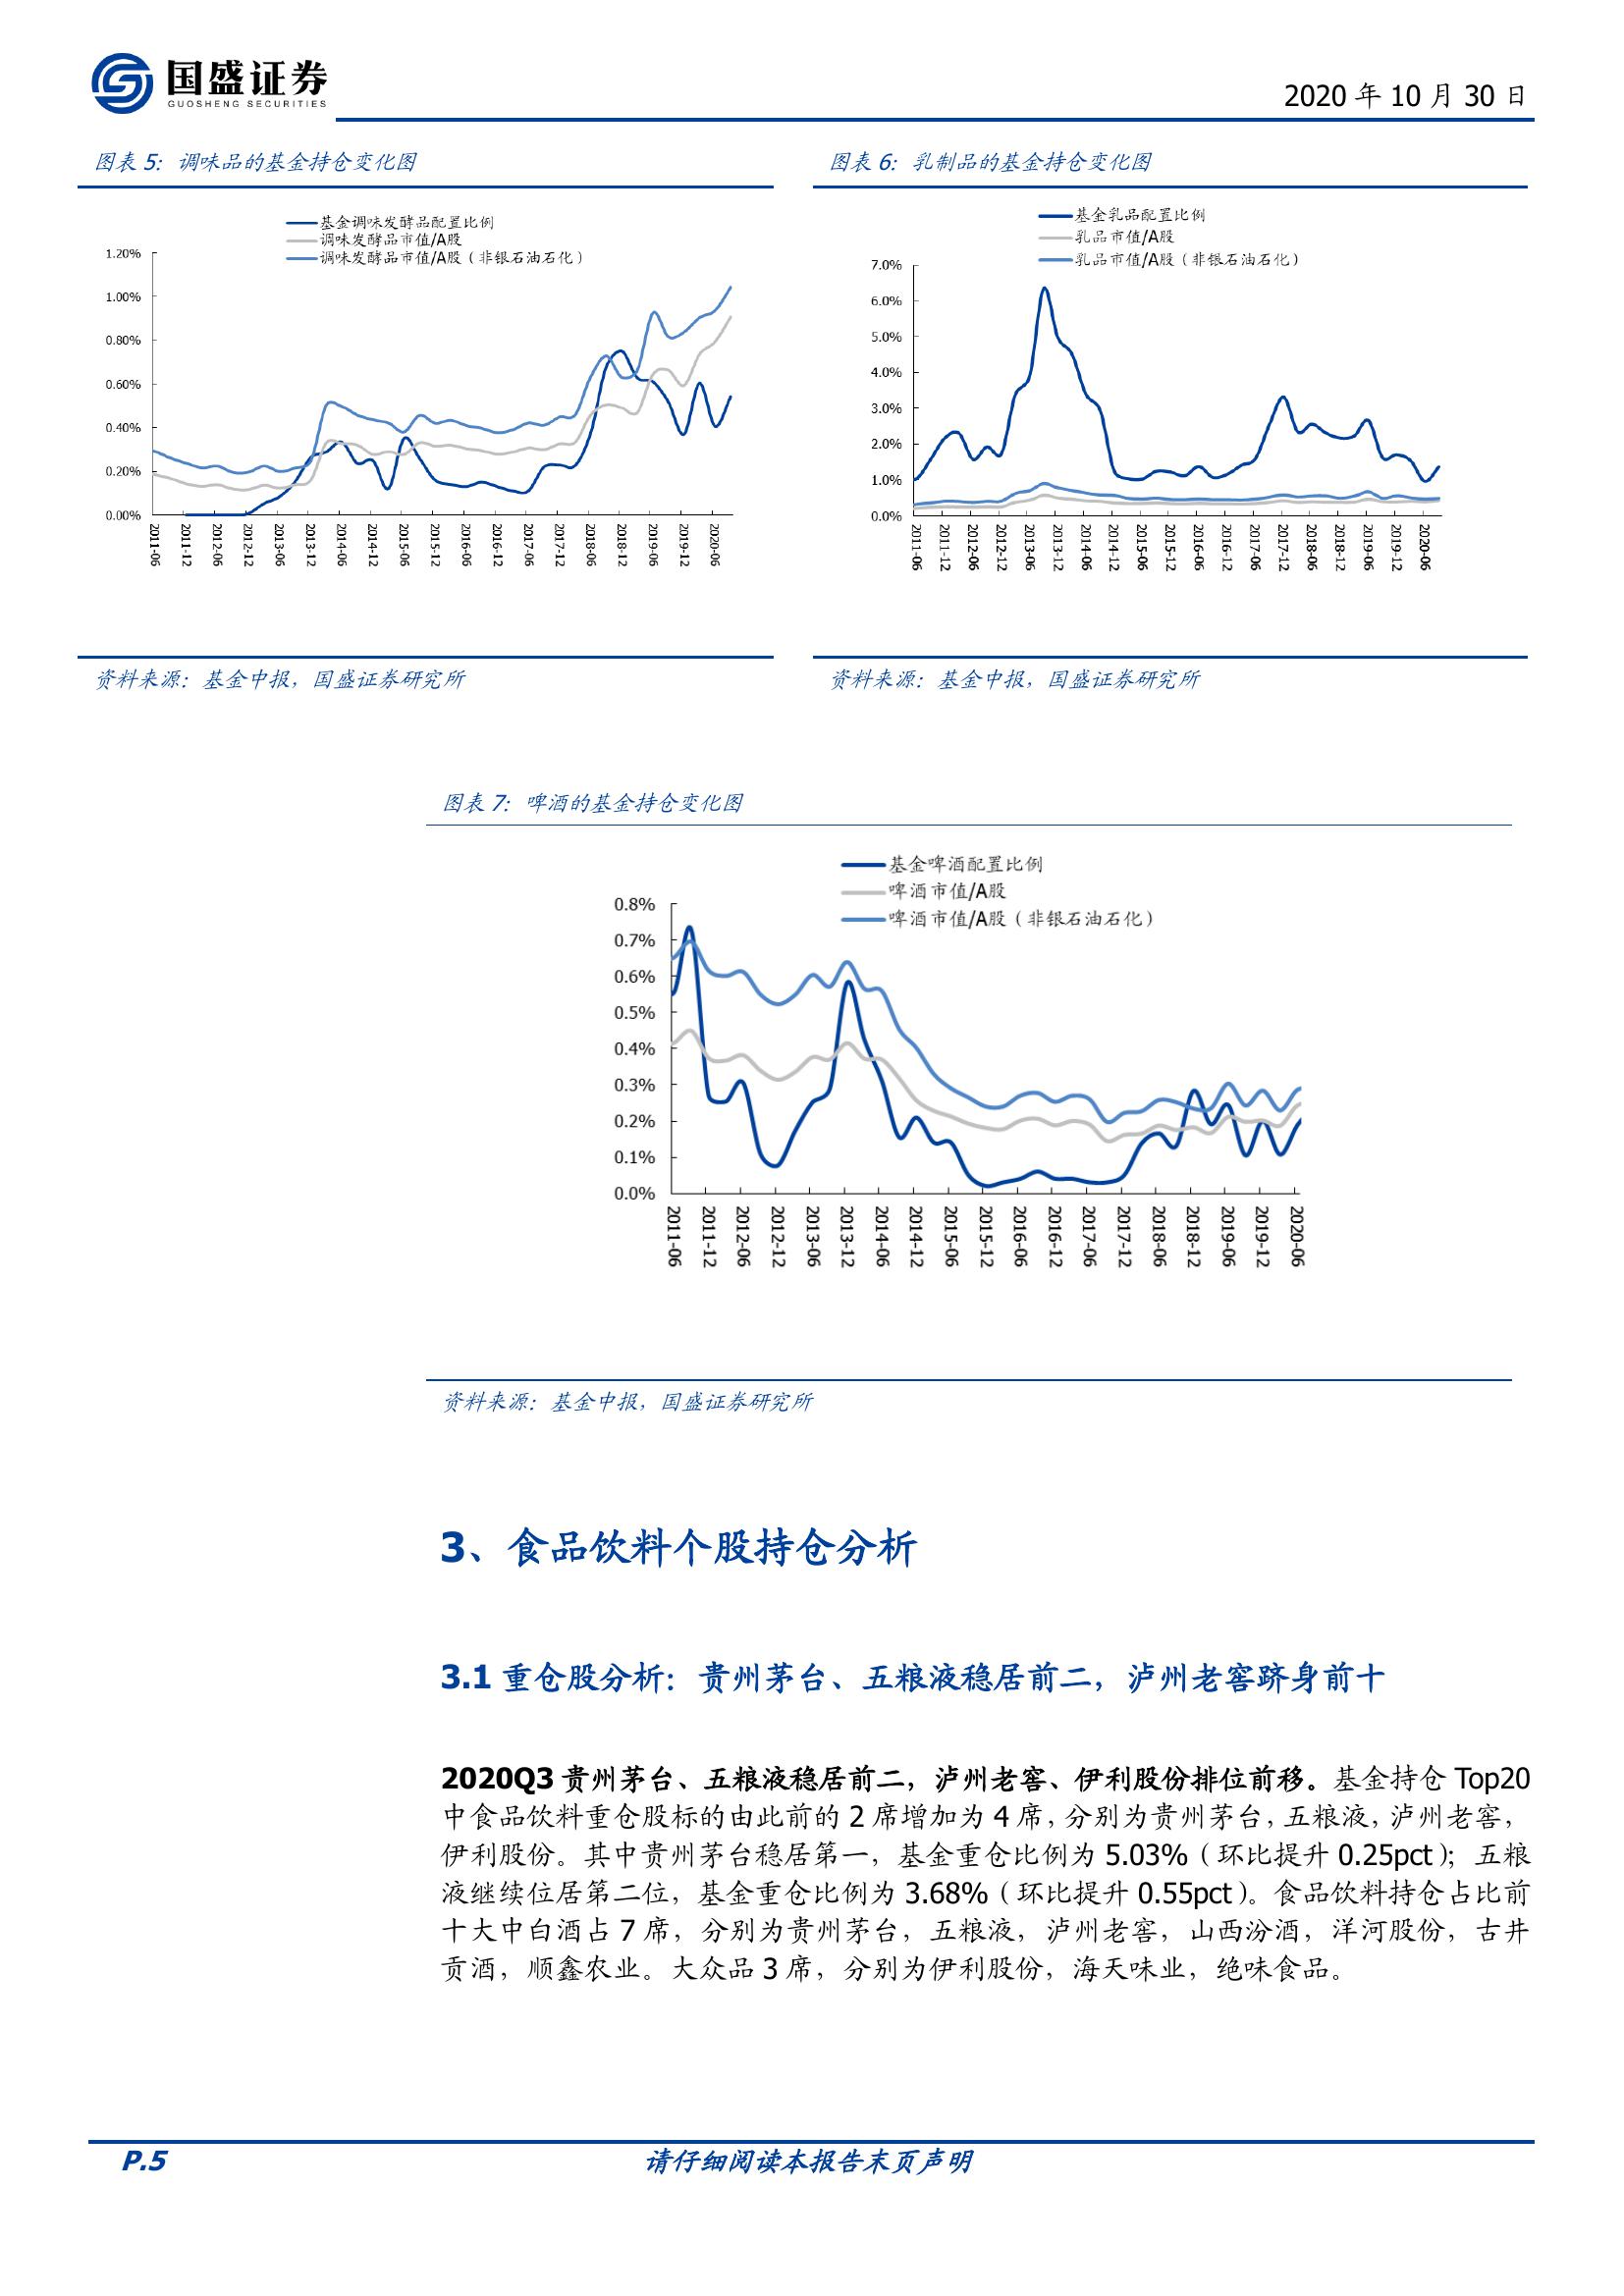 国盛证券
GUOSHENG SECURITIES
2020 年 10 月 30 日
图表 5：调味品的基金持仓变化图
基金调味发酵品配置比例
调味发酵品市值/A股
调味发酵品市值/A股（非银石油石化）
1.20%
1.00%
0.80%
0.60%
0.40%
0.20%
0.00%
2011-06
2011-12
2012-06
2012-12
2013-06
2013-12
2014-06
2014-12
2015-06
2015-12
2016-06
2016-12
2017-06
2017-12
2018-06
2018-12
2019-06
2019-12
2020-06
资料来源：基金中报，国盛证券研究所
图表 6：乳制品的基金持仓变化图
基金乳品配置比例
乳品市值/A股
乳品市值/A股（非银石油石化）
7.0%
6.0%
5.0%
4.0%
3.0%
2.0%
1.0%
0.0%
2011-06
2011-12
2012-06
2012-12
2013-06
2013-12
2014-06
2014-12
2015-06
2015-12
2016-06
2016-12
2017-06
2017-12
2018-06
2018-12
2019-06
2019-12
2020-06
资料来源：基金中报，国盛证券研究所
图表 7：啤酒的基金持仓变化图
基金啤酒配置比例
啤酒市值/A股
啤酒市值/A股（非银石油石化）
0.8%
0.7%
0.6%
0.5%
0.4%
0.3%
0.2%
0.1%
0.0%
2011-06
2011-12
2012-06
2012-12
2013-06
2013-12
2014-06
2014-12
2015-06
2015-12
2016-06
2016-12
2017-06
2017-12
2018-06
2018-12
2019-06
2019-12
2020-06
资料来源：基金中报，国盛证券研究所
3、食品饮料个股持仓分析
3.1 重仓股分析：贵州茅台、五粮液稳居前二，泸州老窖跻身前十
2020Q3 贵州茅台、五粮液稳居前二，泸州老窖、伊利股份排位前移。基金持仓 Top20
中食品饮料重仓股标的由此前的 2 席增加为 4 席，分别为贵州茅台，五粮液，泸州老窖，
伊利股份。其中贵州茅台稳居第一，基金重仓比例为 5.03%（环比提升 0.25pct）；五粮
液继续位居第二位，基金重仓比例为 3.68%（环比提升 0.55pct）。食品饮料持仓占比前
十大中白酒占 7 席，分别为贵州茅台，五粮液，泸州老窖，山西汾酒，洋河股份，古井
贡酒，顺鑫农业。大众品 3 席，分别为伊利股份，海天味业，绝味食品。
P.5
请仔细阅读本报告末页声明